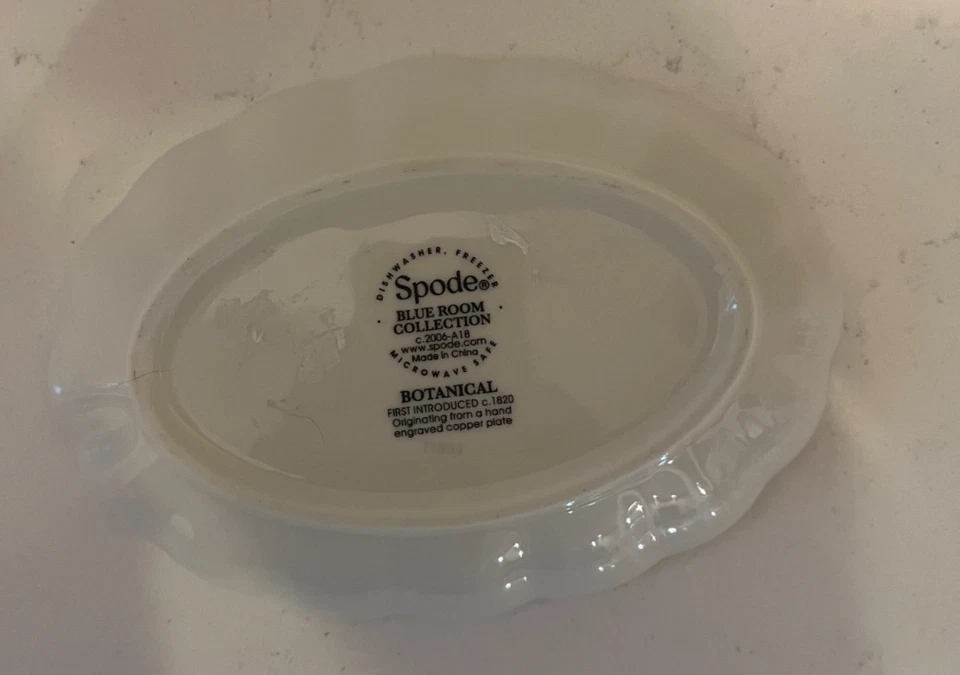 DISHWASHER, FREEZER
Spode®
BLUE ROOM
COLLECTION
c.2006-A18
www.spode.com
Made in China
MICROWAVE SAFE
BOTANICAL
FIRST INTRODUCED c.1820
Originating from a hand
engraved copper plate